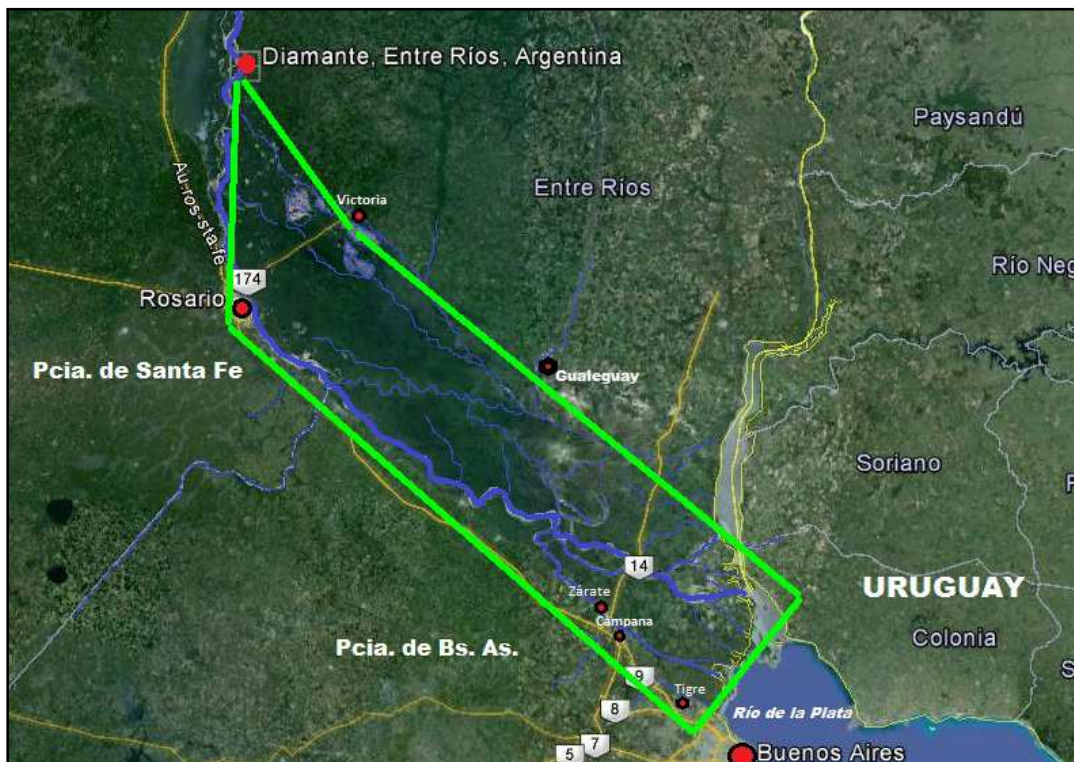 Diamante, Entre Ríos, Argentina
Paysandú
Au-ros-sta fe
Victoria
Entre Ríos
174
Río Neg
Rosario
Pcia. de Santa Fe
Gualeguay
Soriano
14
Zárate
URUGUAY
Campana
Pcia. de Bs. As.
Colonia
9
Tigre
8
Río de la Plata
7
5
Buenos Aires